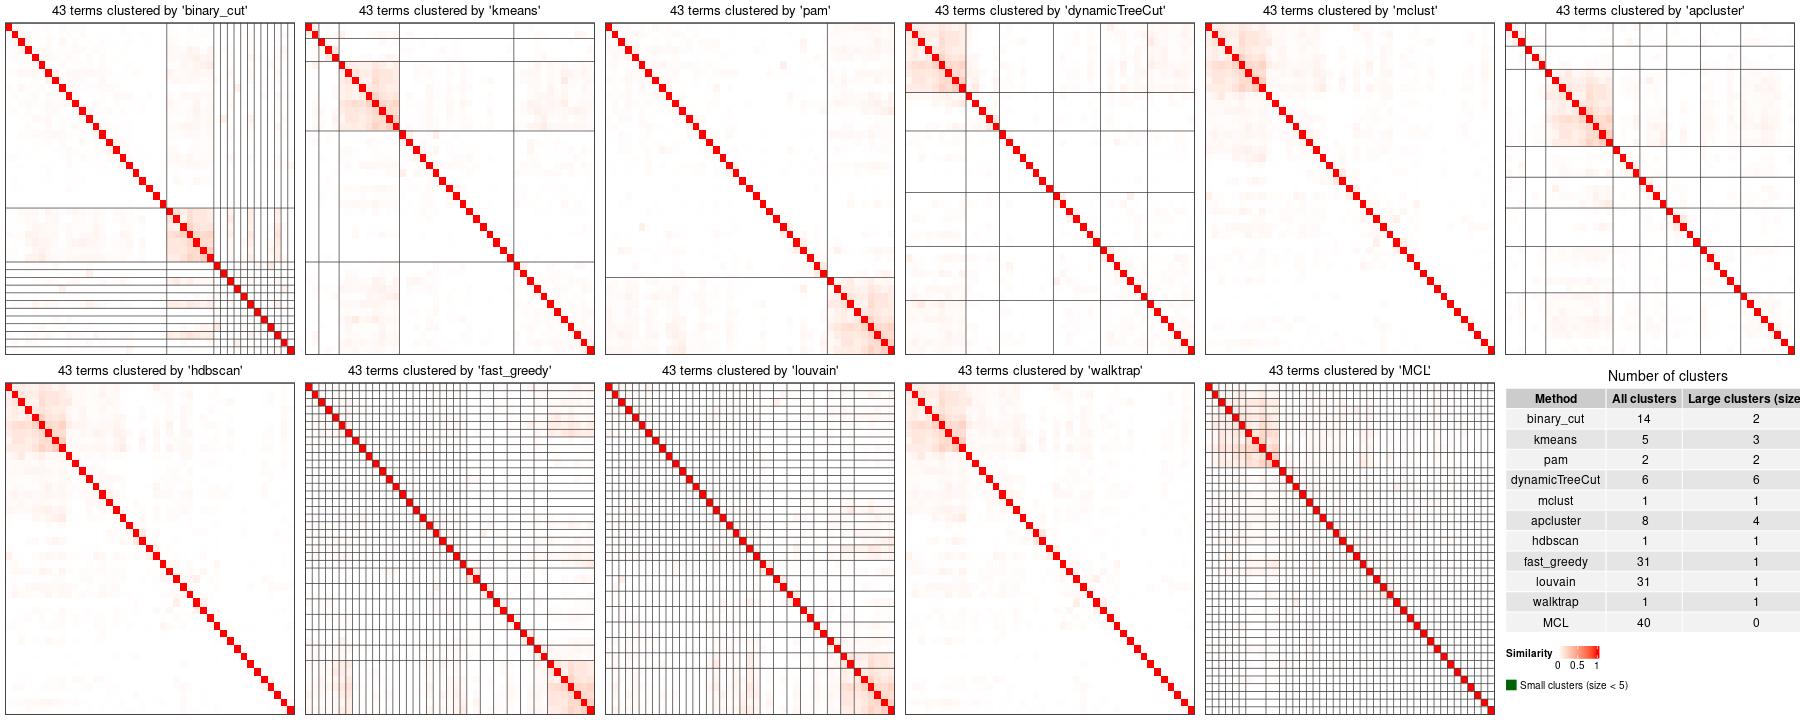 43 terms clustered by 'binary_cut'
43 terms clustered by 'kmeans'
43 terms clustered by 'pam'
43 terms clustered by 'dynamicTreeCut'
43 terms clustered by 'mclust'
43 terms clustered by 'apcluster'
43 terms clustered by 'hdbscan'
43 terms clustered by 'fast_greedy'
43 terms clustered by 'louvain'
43 terms clustered by 'walktrap'
43 terms clustered by 'MCL'
Number of clusters
Method All clusters Large clusters (size
binary_cut 14 2
kmeans 5 3
pam 2 2
dynamicTreeCut 6 6
mclust 1 1
apcluster 8 4
hdbscan 1 1
fast_greedy 31 1
louvain 31 1
walktrap 1 1
MCL 40 0
Similarity
0 0.5 1
Small clusters (size < 5)